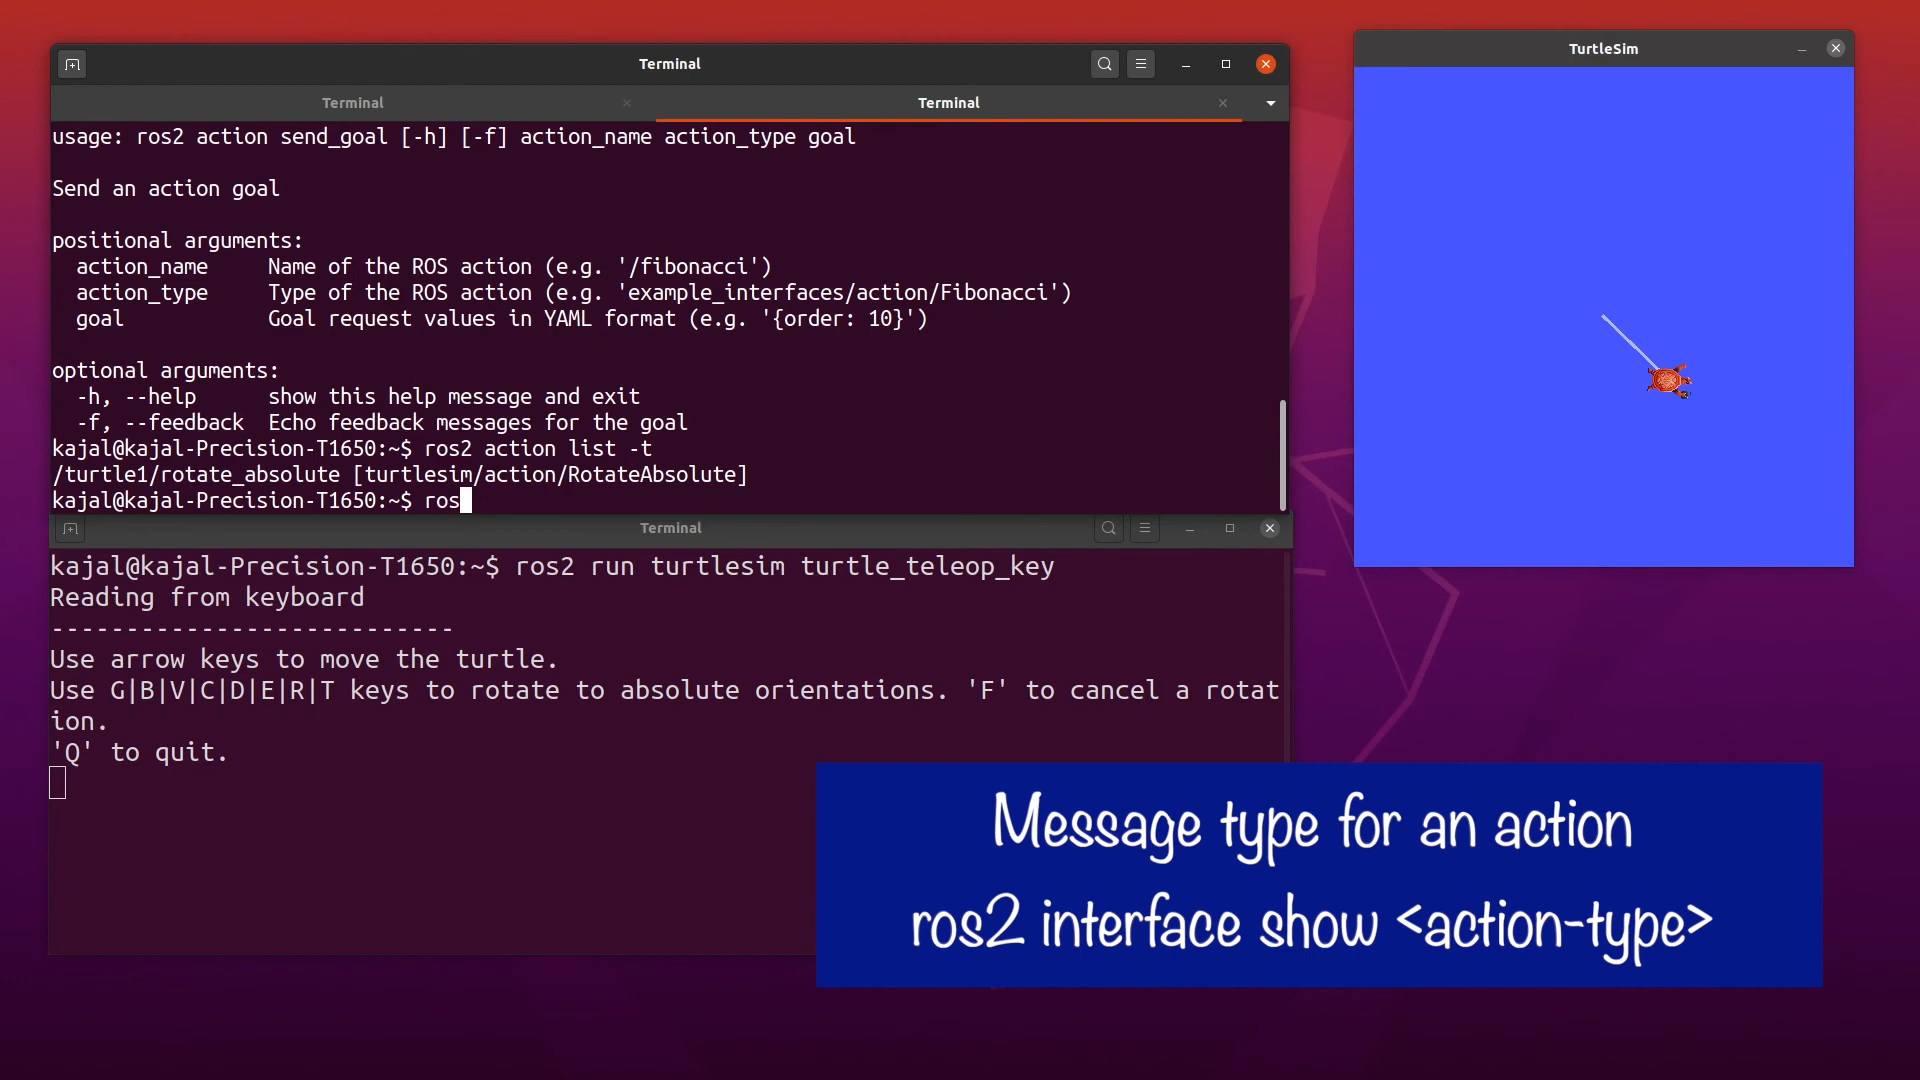 Terminal
Terminal
Terminal
usage: ros2 action send_goal [-h] [-f] action_name action_type goal
Send an action goal
positional arguments:
action_name Name of the ROS action (e.g. '/fibonacci')
action_type Type of the ROS action (e.g. 'example_interfaces/action/Fibonacci')
goal Goal request values in YAML format (e.g. '{order: 10}')
optional arguments:
-h, --help show this help message and exit
-f, --feedback Echo feedback messages for the goal
kajal@kajal-Precision-T1650:~$ ros2 action list -t
/turtle1/rotate_absolute [turtlesim/action/RotateAbsolute]
kajal@kajal-Precision-T1650:~$ ros
Terminal
kajal@kajal-Precision-T1650:~$ ros2 run turtlesim turtle_teleop_key
Reading from keyboard
---------------------------
Use arrow keys to move the turtle.
Use G|B|V|C|D|E|R|T keys to rotate to absolute orientations. 'F' to cancel a rotat
ion.
'Q' to quit.
TurtleSim
Message type for an action
ros2 interface show <action-type>